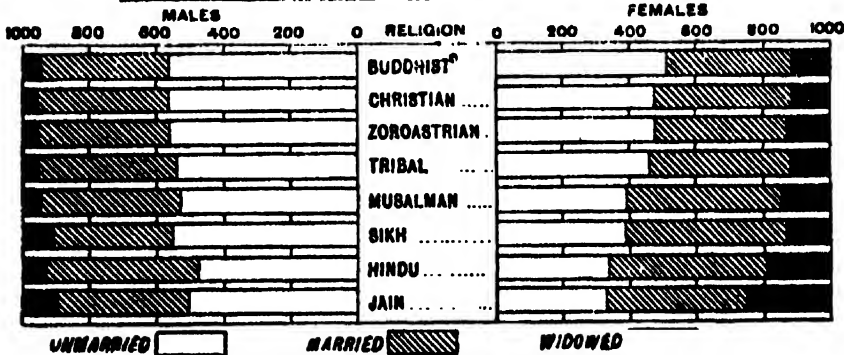 MALES FEMALES
1000 800 600 400 200 0 RELIGION 0 200 400 600 800 1000
BUDDHIST
CHRISTIAN .....
ZOROASTRIAN .
TRIBAL ... ..
MUSALMAN .....
SIKH .........
HINDU... ......
JAIN.... . ...
UNMARRIED MARRIED WIDOWED